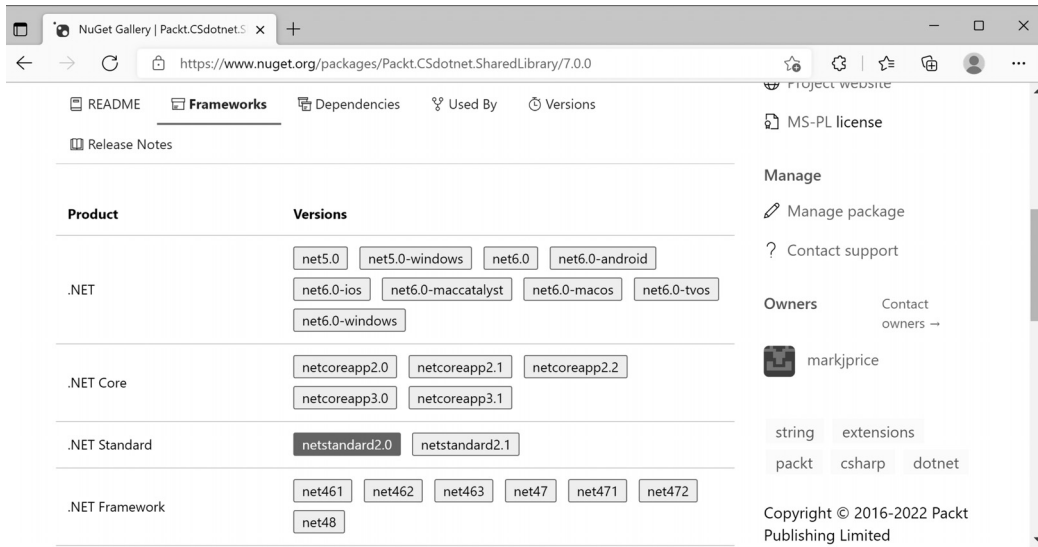 NuGet Gallery | Packt.CSdotnet.S
https://www.nuget.org/packages/Packt.CSdotnet.SharedLibrary/7.0.0
README Frameworks Dependencies Used By Versions
Release Notes
Product Versions
.NET
net5.0 net5.0-windows net6.0 net6.0-android
net6.0-ios net6.0-maccatalyst net6.0-macos net6.0-tvos
net6.0-windows
.NET Core
netcoreapp2.0 netcoreapp2.1 netcoreapp2.2
netcoreapp3.0 netcoreapp3.1
.NET Standard
netstandard2.0 netstandard2.1
.NET Framework
net461 net462 net463 net47 net471 net472
net48
Project website
MS-PL license
Manage
Manage package
? Contact support
Owners
Contact
owners →
markjprice
string extensions
packt csharp dotnet
Copyright © 2016-2022 Packt
Publishing Limited